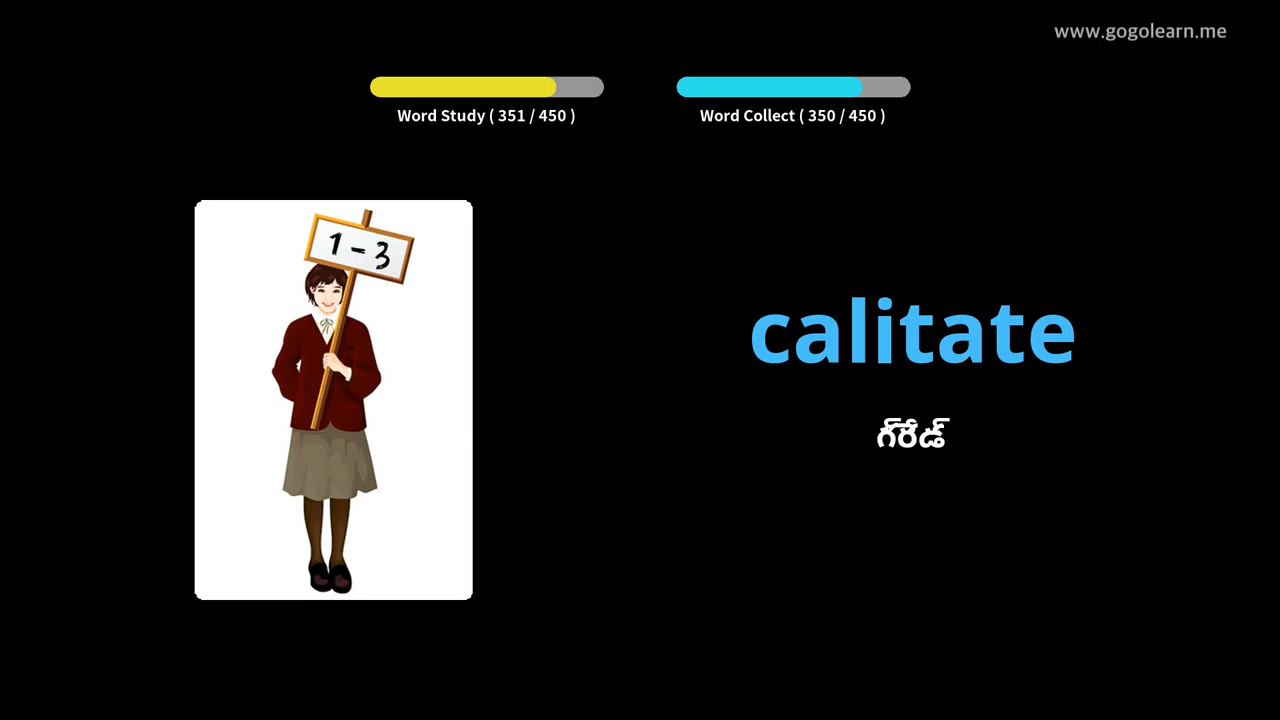 www.gogolearn.me
Word Study ( 351 / 450 )
Word Collect ( 350 / 450 )
1 - 3
calitate
గ్రేడ్